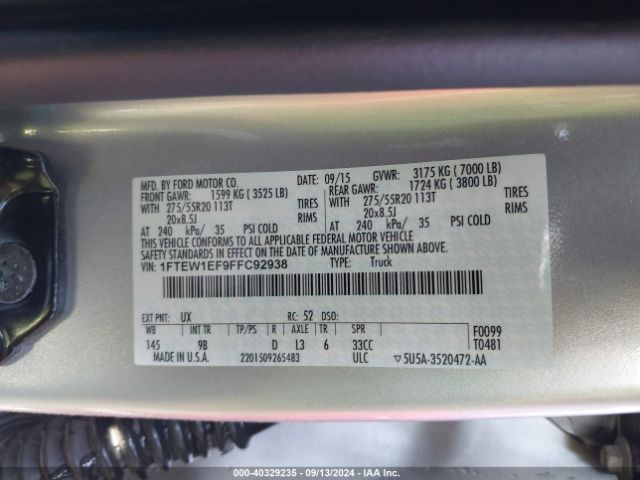 MFD. BY FORD MOTOR CO. DATE: 09/15 GVWR: 3175 KG ( 7000 LB)
FRONT GAWR: 1599 KG ( 3525 LB) REAR GAWR: 1724 KG ( 3800 LB)
WITH 275/55R20 113T TIRES WITH 275/55R20 113T TIRES
20x8.5J RIMS 20x8.5J RIMS
AT 240 kPa/ 35 PSI COLD AT 240 kPa/ 35 PSI COLD
THIS VEHICLE CONFORMS TO ALL APPLICABLE FEDERAL MOTOR VEHICLE
SAFETY STANDARDS IN EFFECT ON THE DATE OF MANUFACTURE SHOWN ABOVE.
VIN: 1FTEW1EF9FFC92938 TYPE: Truck
EXT PNT: UX RC: 52 DSO:
WB INT TR TP/PS R AXLE TR SPR F0099
145 9B D L3 6 33CC T0481
MADE IN U.S.A. 2201509265483 ULC ▽5U5A-3520472-AA
000-40329235 - 09/13/2024 - IAAI.COM